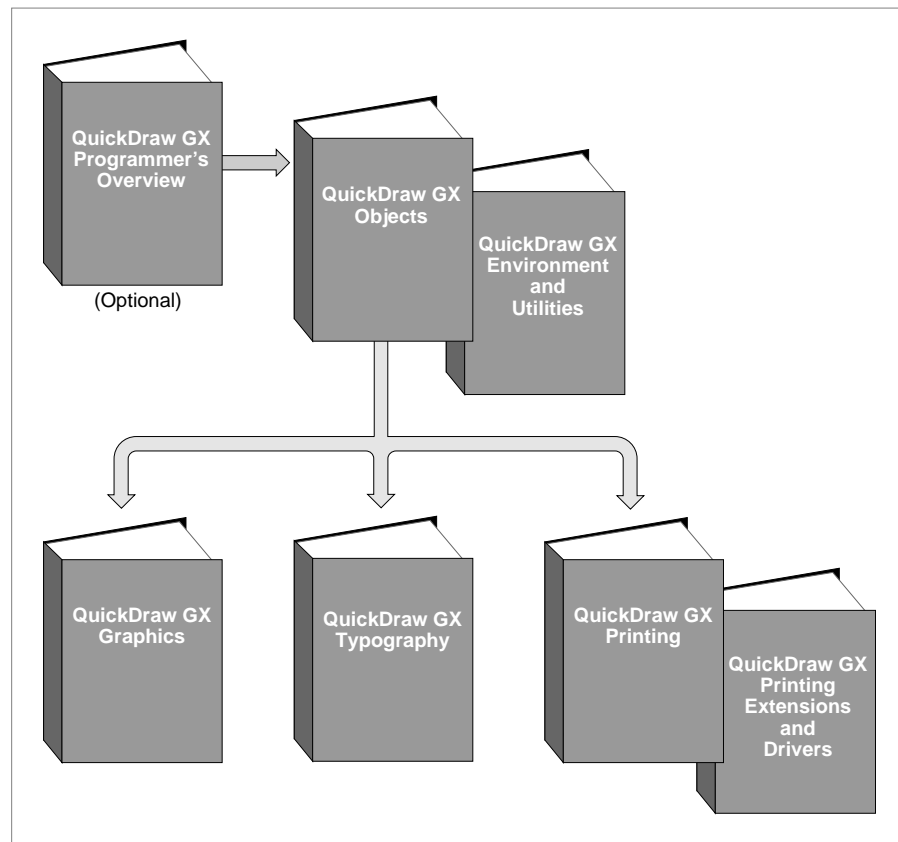 QuickDraw GX
Programmer’s
Overview
(Optional)
QuickDraw GX
Objects
QuickDraw GX
Environment
and
Utilities
QuickDraw GX
Graphics
QuickDraw GX
Typography
QuickDraw GX
Printing
QuickDraw GX
Printing
Extensions
and
Drivers